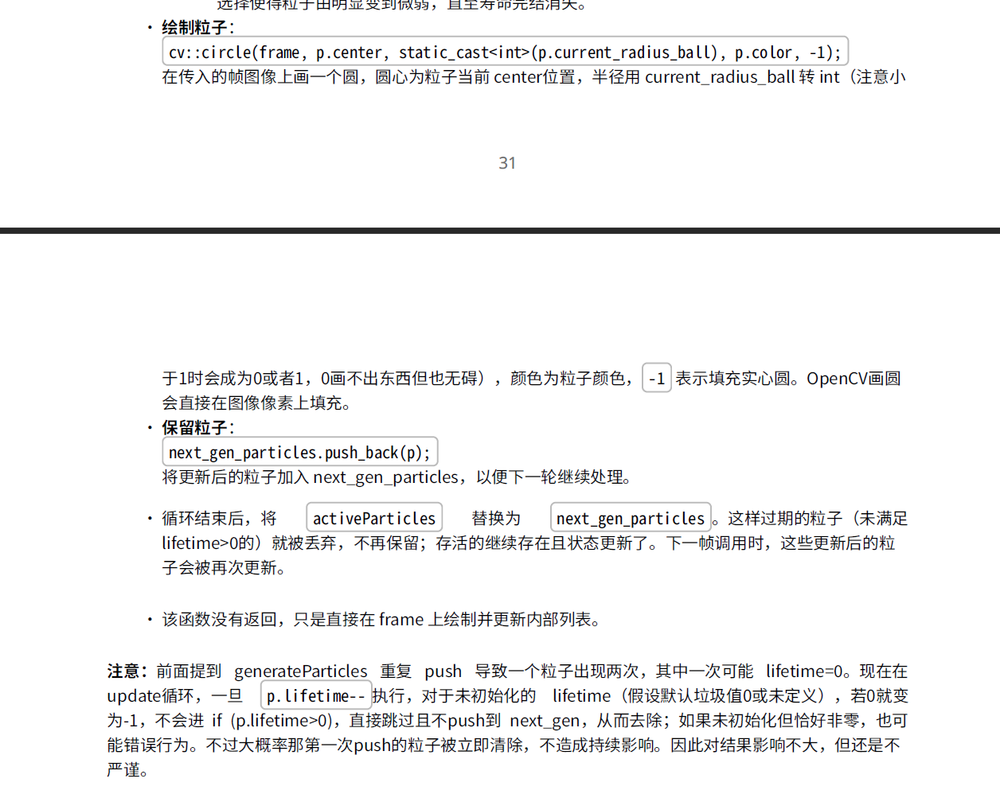 选择使得粒子由明显变到微弱，直至寿命完结消失。
• 绘制粒子：
cv::circle(frame, p.center, static_cast<int>(p.current_radius_ball), p.color, -1);
在传入的帧图像上画一个圆，圆心为粒子当前 center位置，半径用 current_radius_ball 转 int（注意小
31
于1时会成为0或者1，0画不出东西但也无碍），颜色为粒子颜色， -1 表示填充实心圆。OpenCV画圆
会直接在图像像素上填充。
• 保留粒子：
next_gen_particles.push_back(p);
将更新后的粒子加入 next_gen_particles，以便下一轮继续处理。
• 循环结束后，将 activeParticles 替换为 next_gen_particles 。这样过期的粒子（未满足
lifetime>0的）就被丢弃，不再保留；存活的继续存在且状态更新了。下一帧调用时，这些更新后的粒
子会被再次更新。
• 该函数没有返回，只是直接在 frame 上绘制并更新内部列表。
注意：前面提到 generateParticles 重复 push 导致一个粒子出现两次，其中一次可能 lifetime=0。现在在
update循环，一旦 p.lifetime-- 执行，对于未初始化的 lifetime（假设默认垃圾值0或未定义），若0就变
为-1，不会进 if (p.lifetime>0)，直接跳过且不push到 next_gen，从而去除；如果未初始化但恰好非零，也可
能错误行为。不过大概率那第一次push的粒子被立即清除，不造成持续影响。因此对结果影响不大，但还是不
严谨。